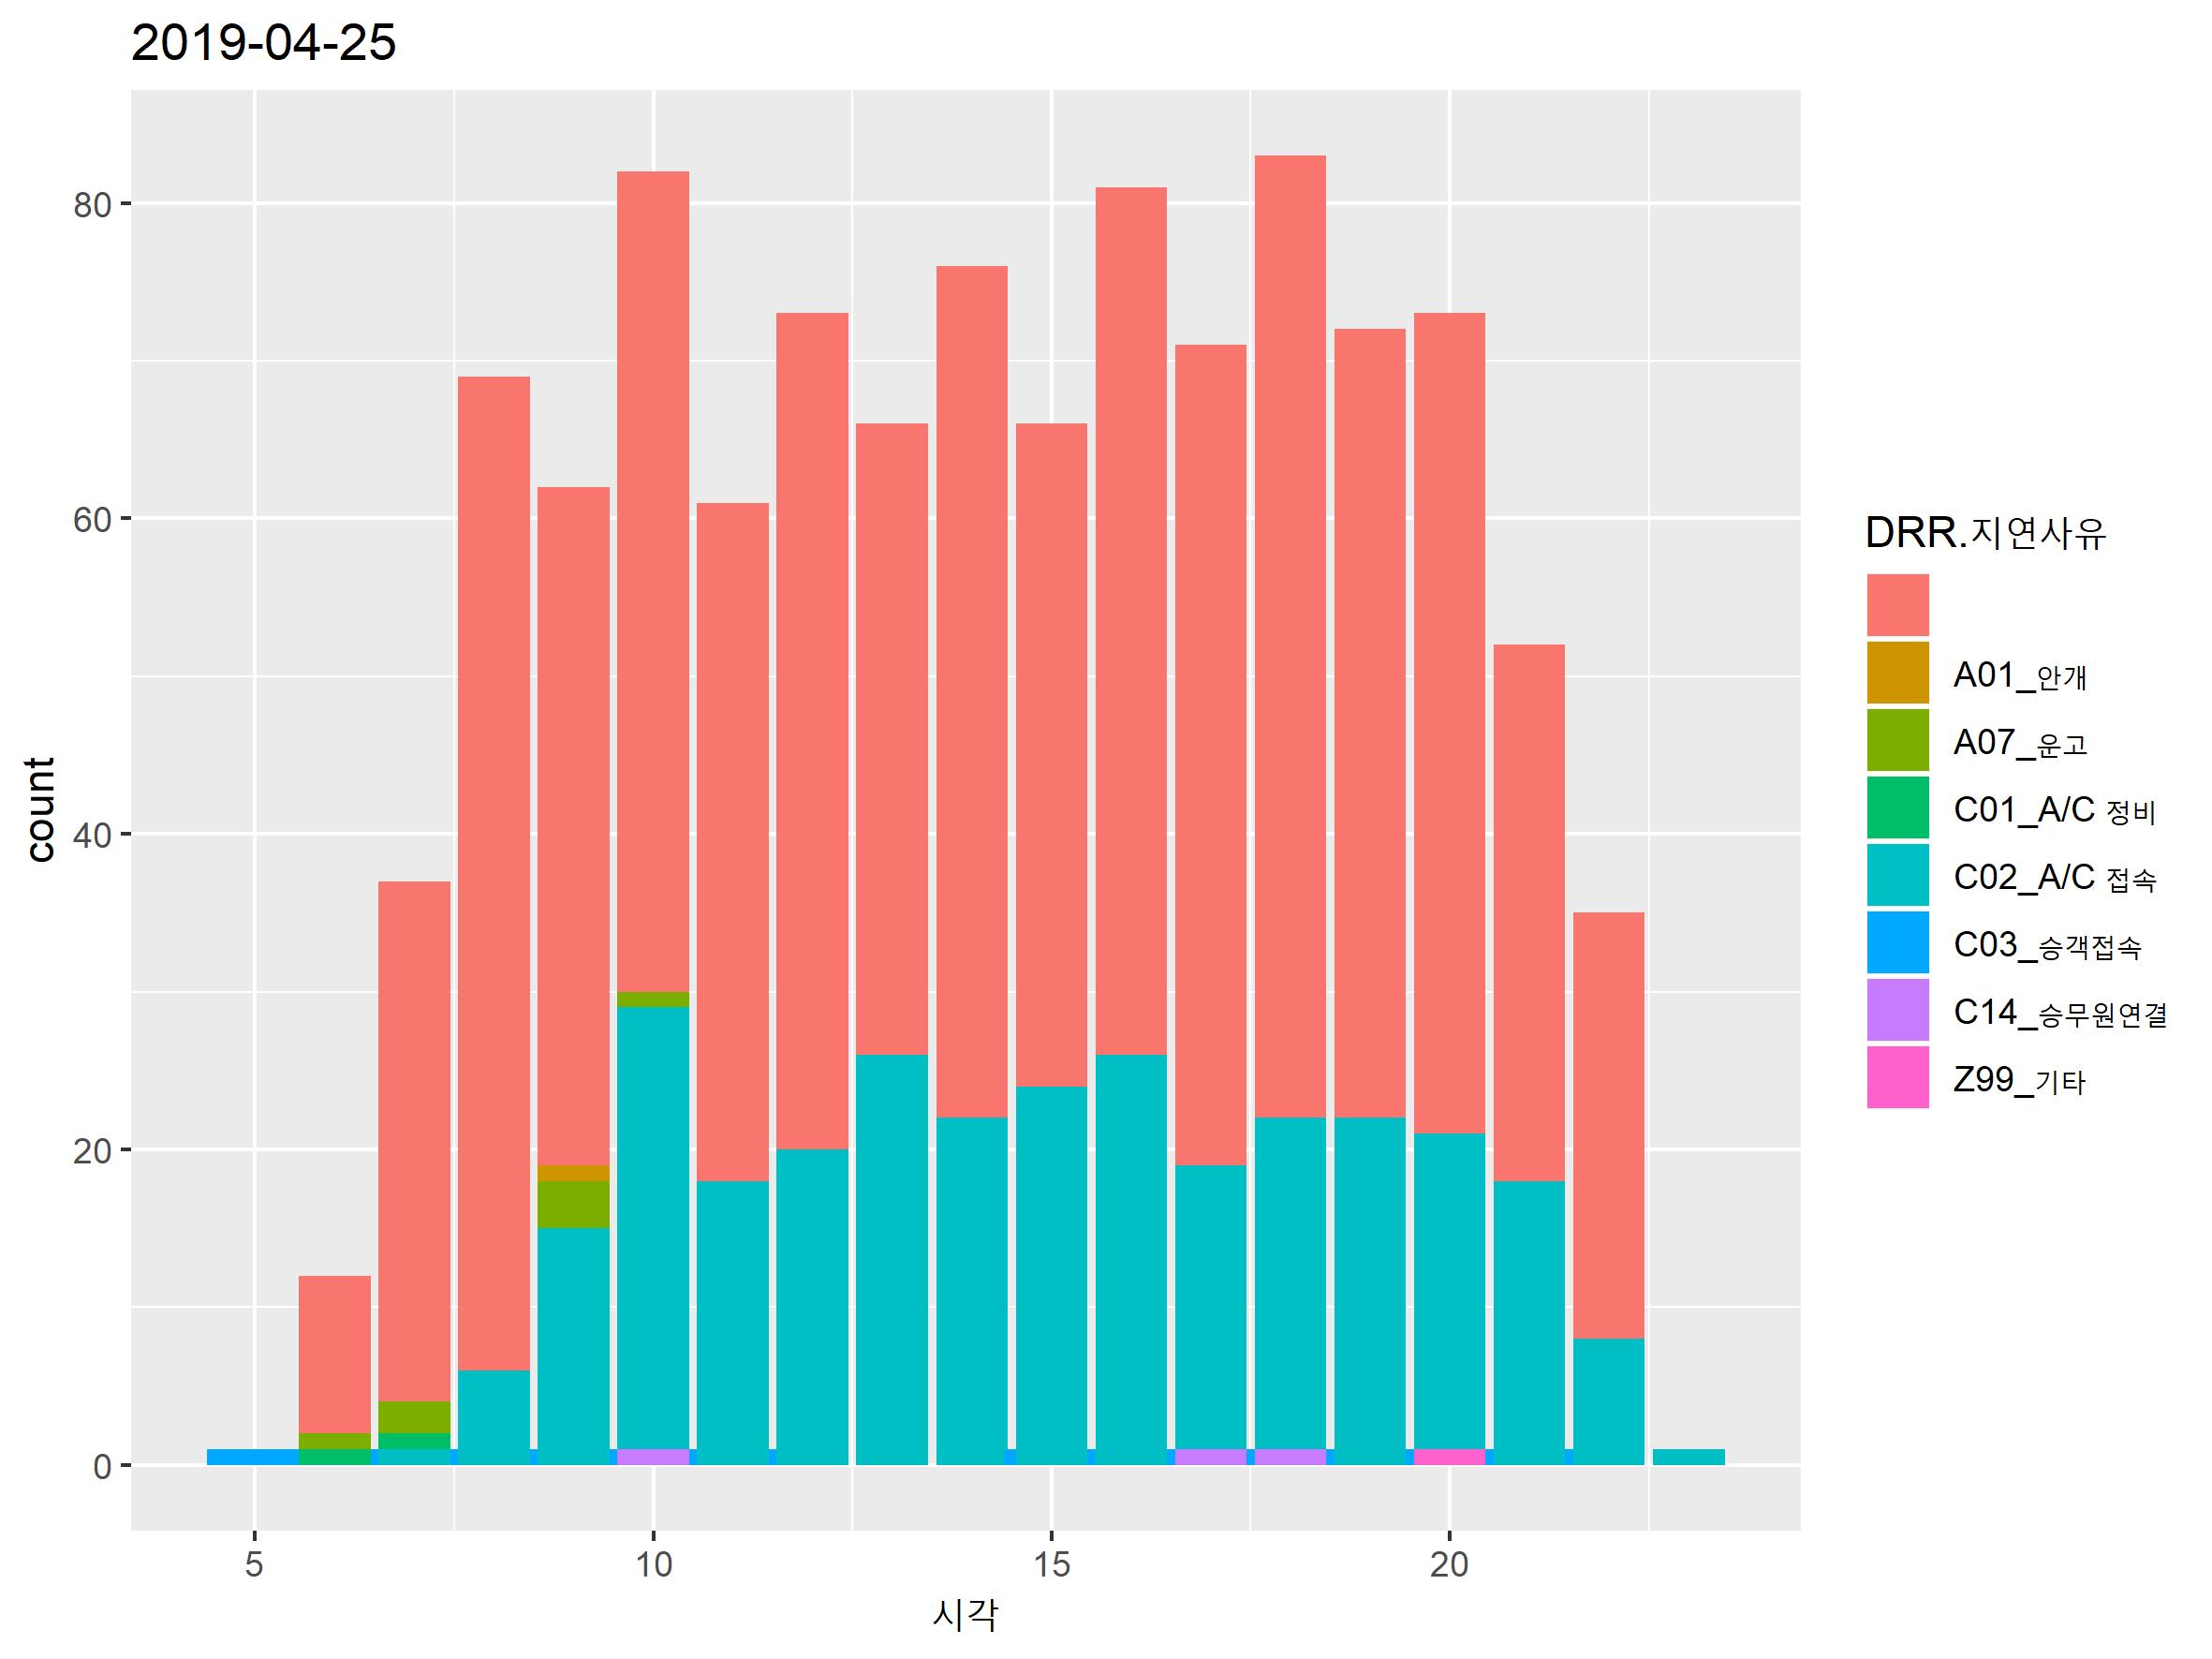 2019-04-25
80
60
40
20
0
count
5 10 15 20
시각
DRR.지연사유
A01_안개
A07_운고
C01_A/C 정비
C02_A/C 접속
C03_승객접속
C14_승무원연결
Z99_기타